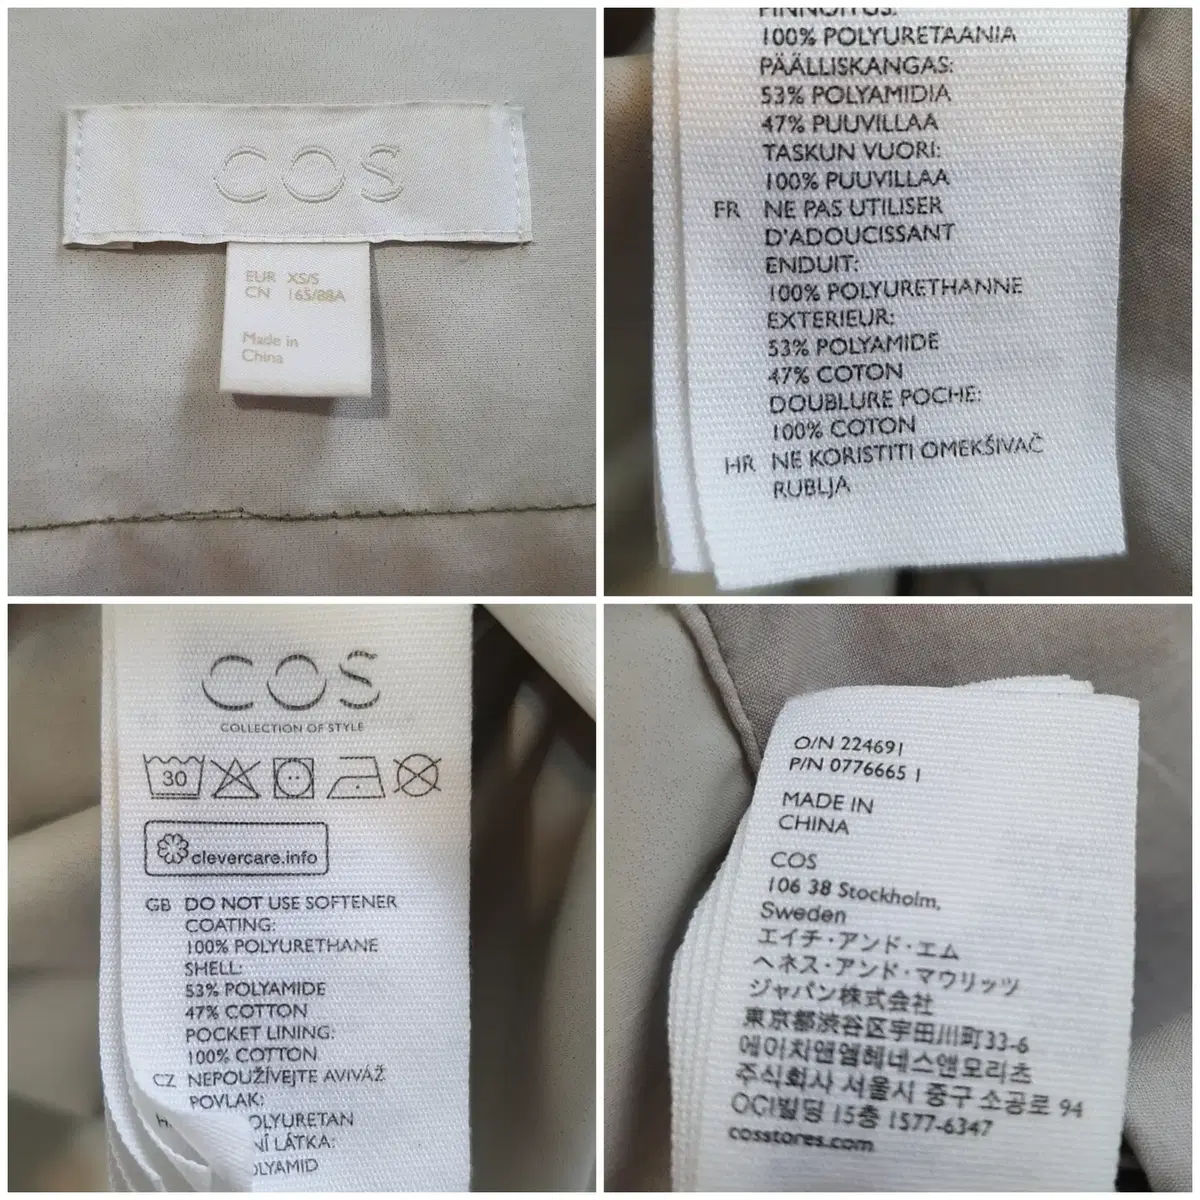 COS
EUR XS/S
CN 165/88A
Made in
China
100% POLYURETAANIA
PÄÄLLISKANGAS:
53% POLYAMIDIA
47% PUUVILLAA
TASKUN VUORI:
100% PUUVILLAA
FR NE PAS UTILISER
D'ADOUCISSANT
ENDUIT:
100% POLYURETHANNE
EXTERIEUR:
53% POLYAMIDE
47% COTON
DOUBLURE POCHE:
100% COTON
HR NE KORISTITI OMEKŠIVAČ
RUBLJA
COS
COLLECTION OF STYLE
30
clevercare.info
GB DO NOT USE SOFTENER
COATING:
100% POLYURETHANE
SHELL:
53% POLYAMIDE
47% COTTON
POCKET LINING:
100% COTTON
CZ NEPOUŽÍVEJTE AVIVÁŽ
POVLAK:
OLYURETAN
NÍ LÁTKA:
OLYAMID
O/N 224691
P/N 0776665 1
MADE IN
CHINA
COS
106 38 Stockholm,
Sweden
エイチ・アンド・エム
ヘネス・アンド・マウリッツ
ジャパン株式会社
東京都渋谷区宇田川町33-6
에이치앤엠헤네스앤모리츠
주식회사 서울시 중구 소공로 94
OCI빌딩 15층 1577-6347
cosstores.com